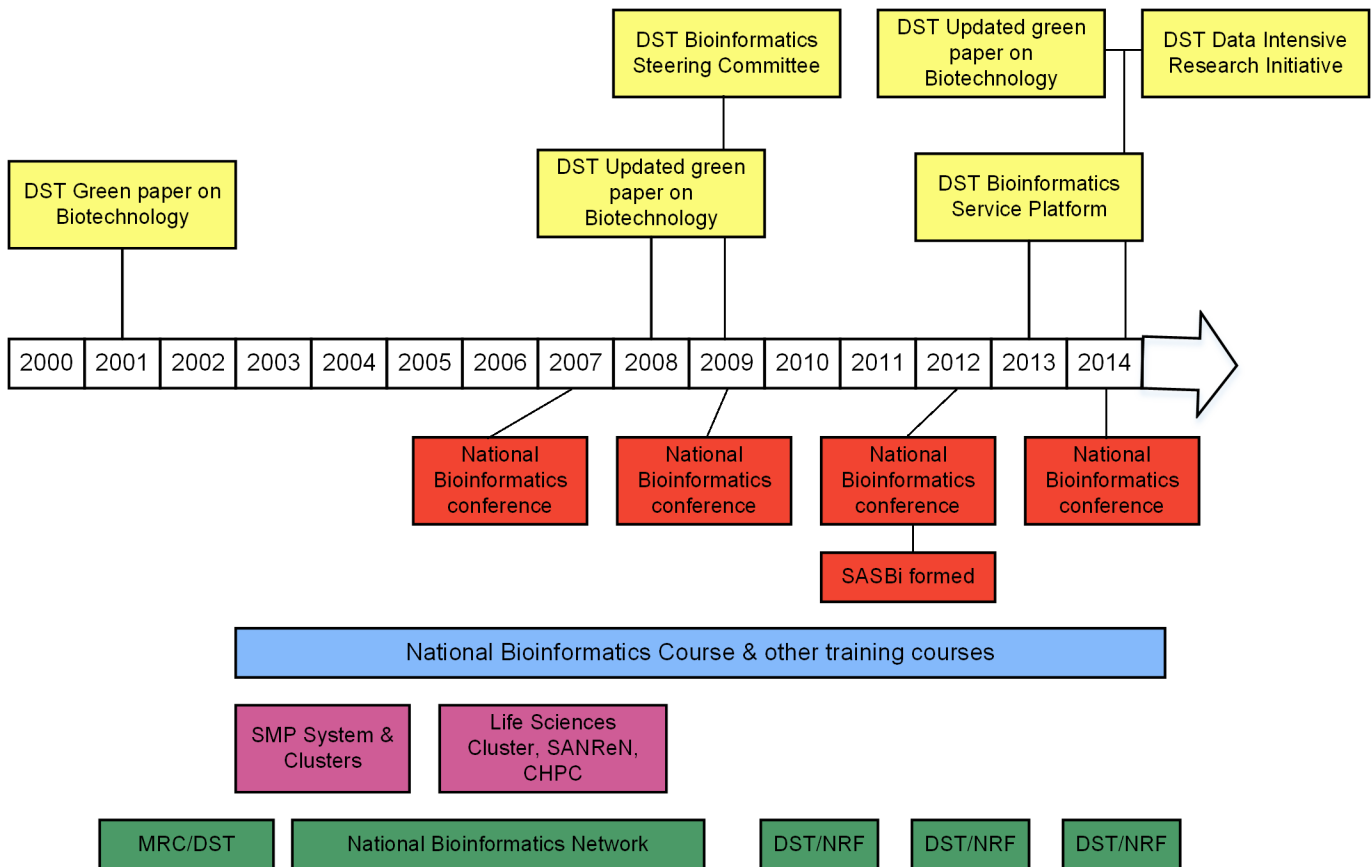 DST Bioinformatics
Steering Committee
DST Updated green
paper on
Biotechnology
DST Data Intensive
Research Initiative
DST Green paper on
Biotechnology
DST Updated green
paper on
Biotechnology
DST Bioinformatics
Service Platform
2000 2001 2002 2003 2004 2005 2006 2007 2008 2009 2010 2011 2012 2013 2014
National
Bioinformatics
conference
National
Bioinformatics
conference
National
Bioinformatics
conference
National
Bioinformatics
conference
SASBi formed
National Bioinformatics Course & other training courses
SMP System &
Clusters
Life Sciences
Cluster, SANReN,
CHPC
MRC/DST
National Bioinformatics Network
DST/NRF
DST/NRF
DST/NRF